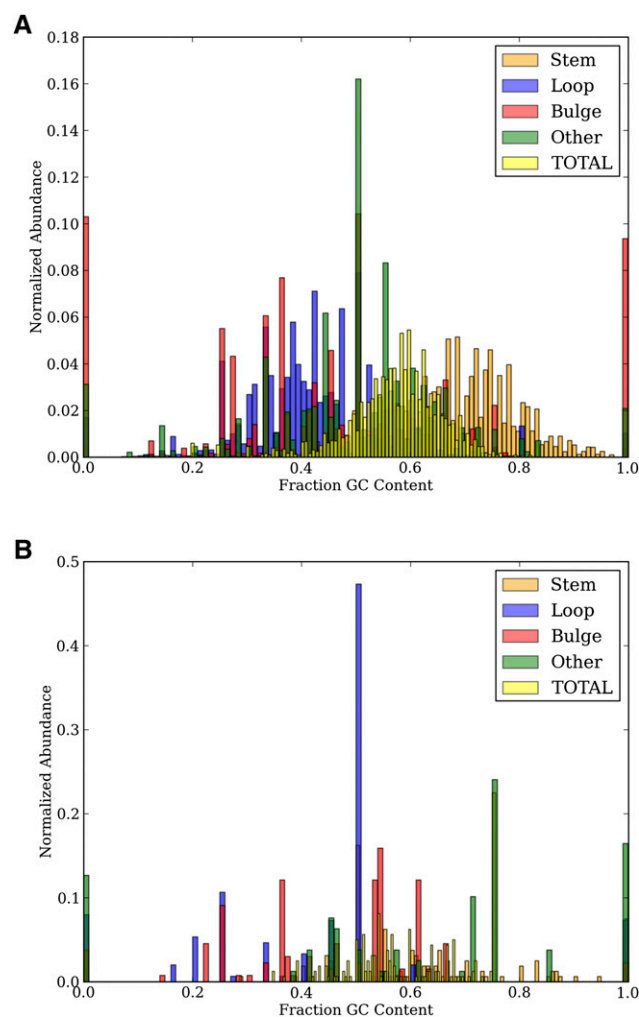 A
0.18
0.16
0.14
0.12
0.10
0.08
0.06
0.04
0.02
0.00
Normalized Abundance
Stem
Loop
Bulge
Other
TOTAL
0.0 0.2 0.4 0.6 0.8 1.0
Fraction GC Content
B
0.5
0.4
0.3
0.2
0.1
0.0
Normalized Abundance
Stem
Loop
Bulge
Other
TOTAL
0.0 0.2 0.4 0.6 0.8 1.0
Fraction GC Content